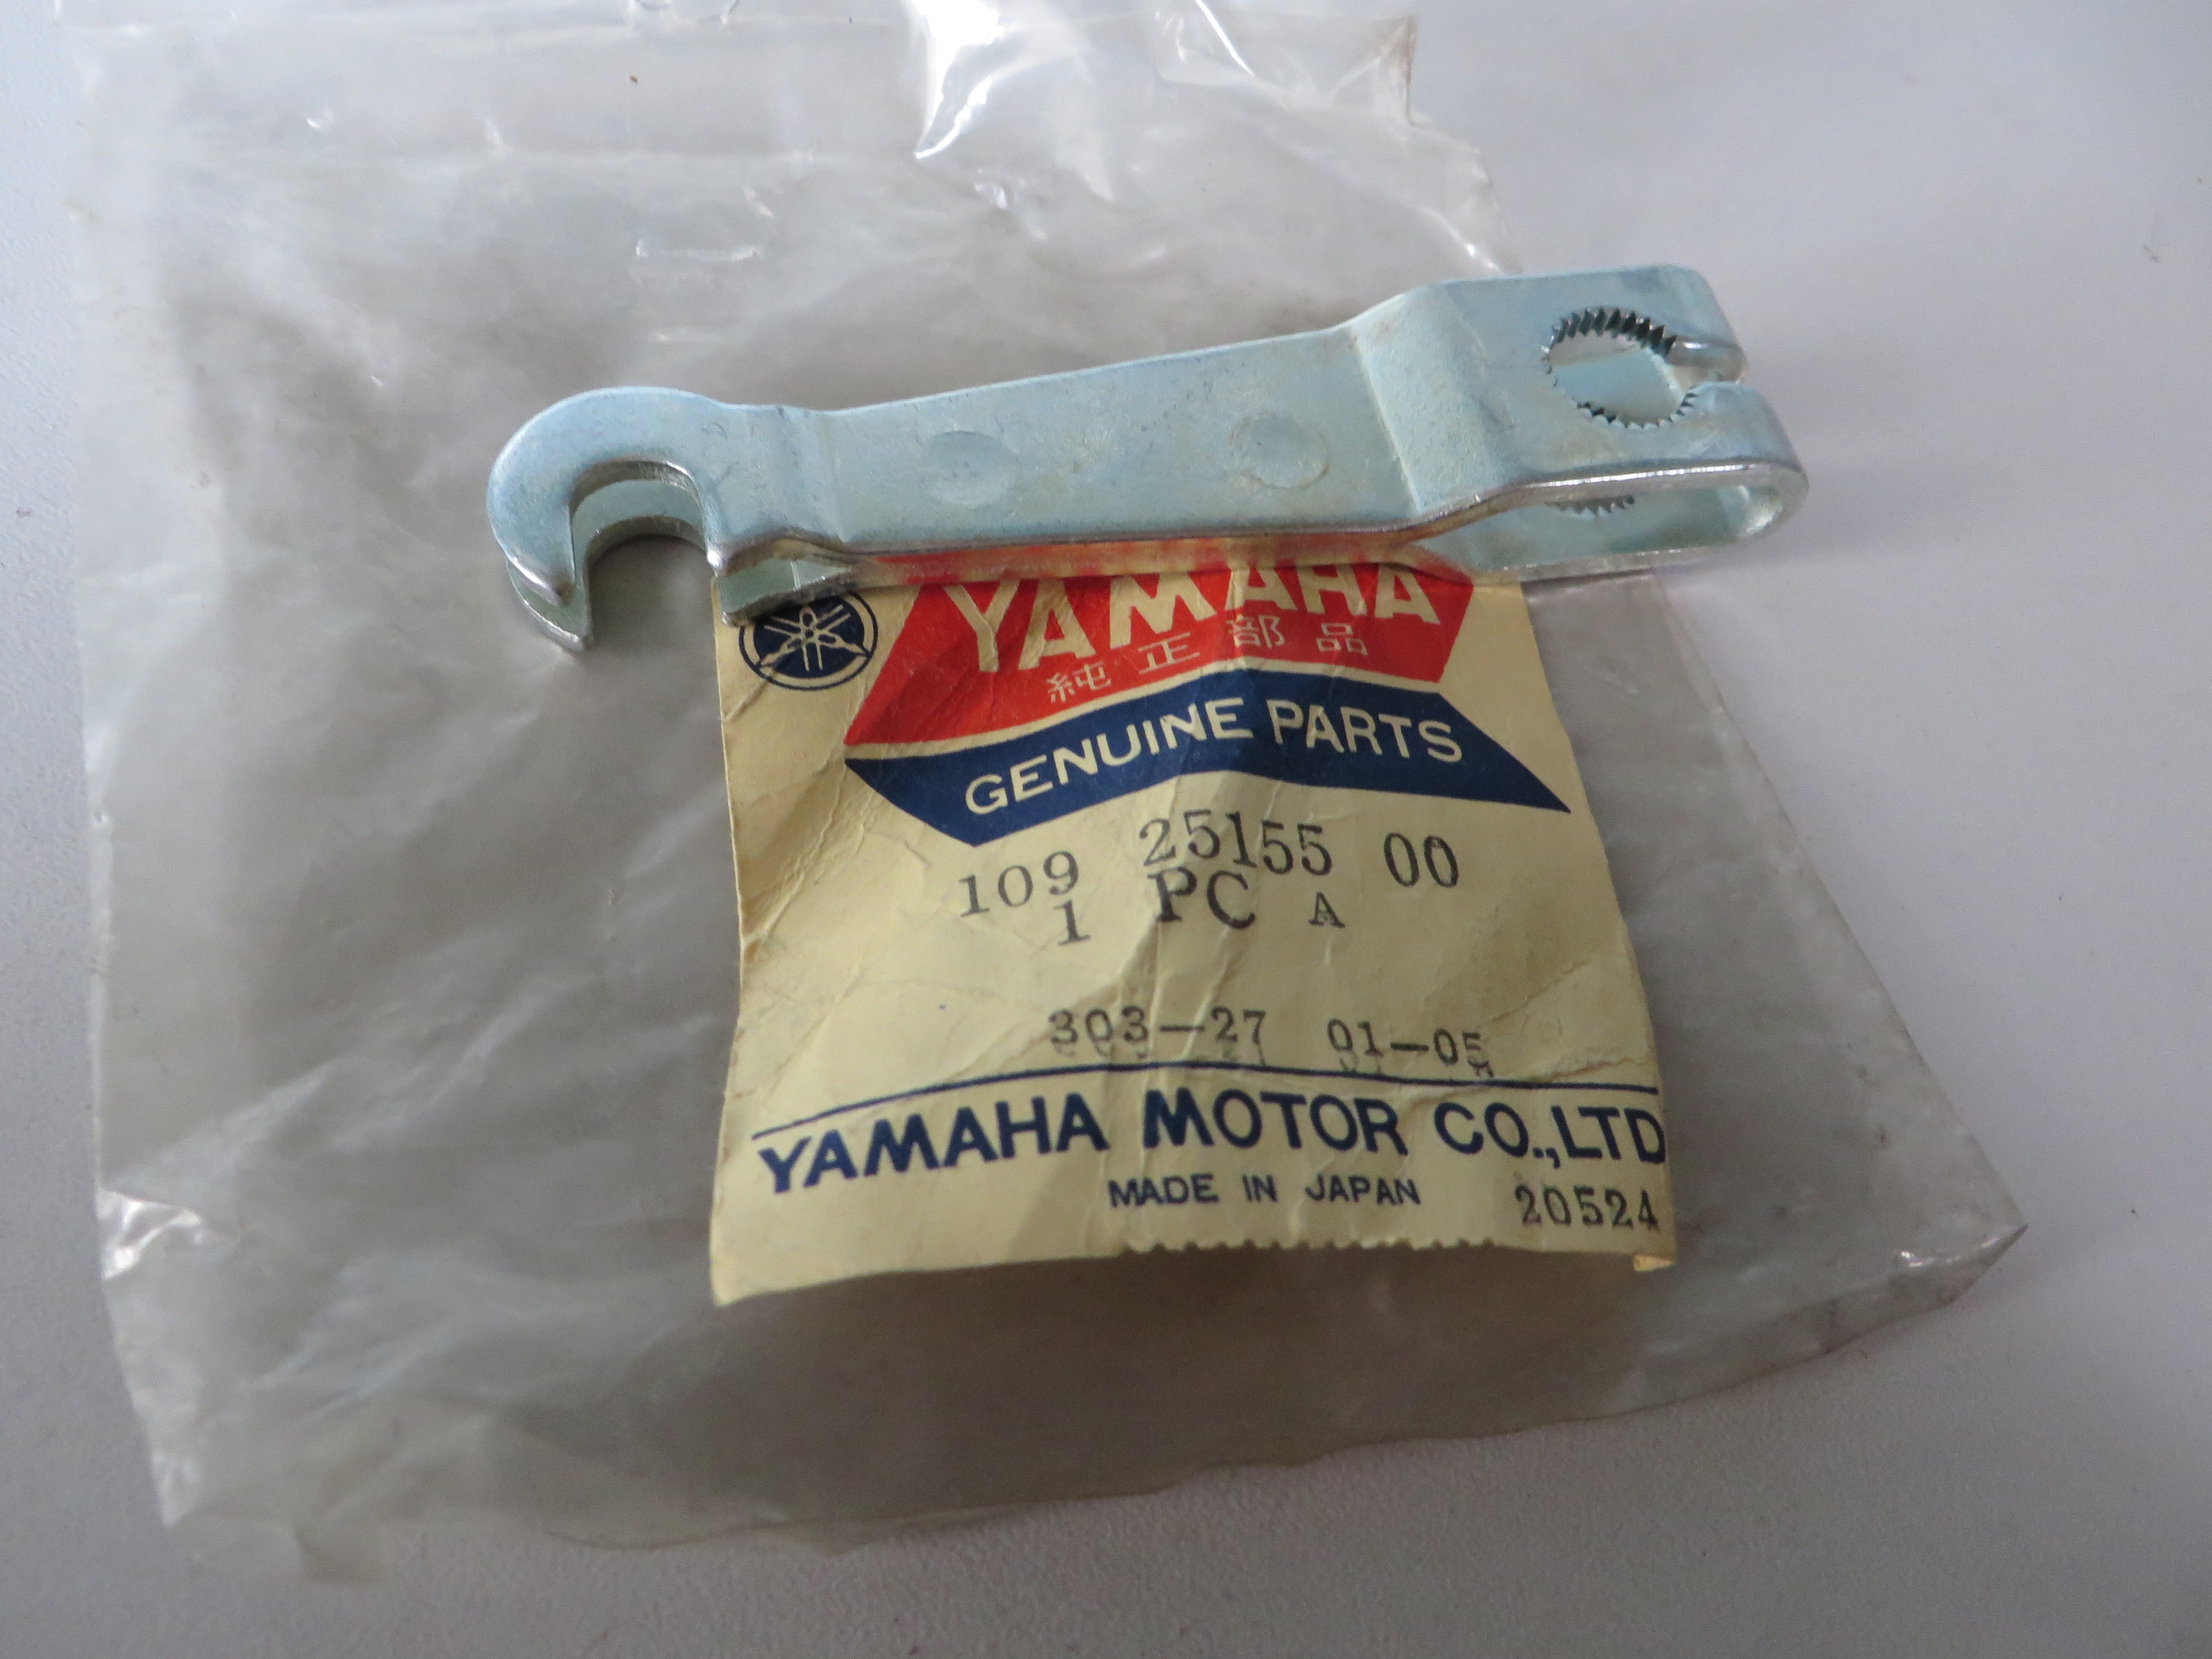 YAMAHA
純正部品
GENUINE PARTS
109 25155 00
1 PC A
303-27 01-05
YAMAHA MOTOR CO.,LTD
MADE IN JAPAN 20524